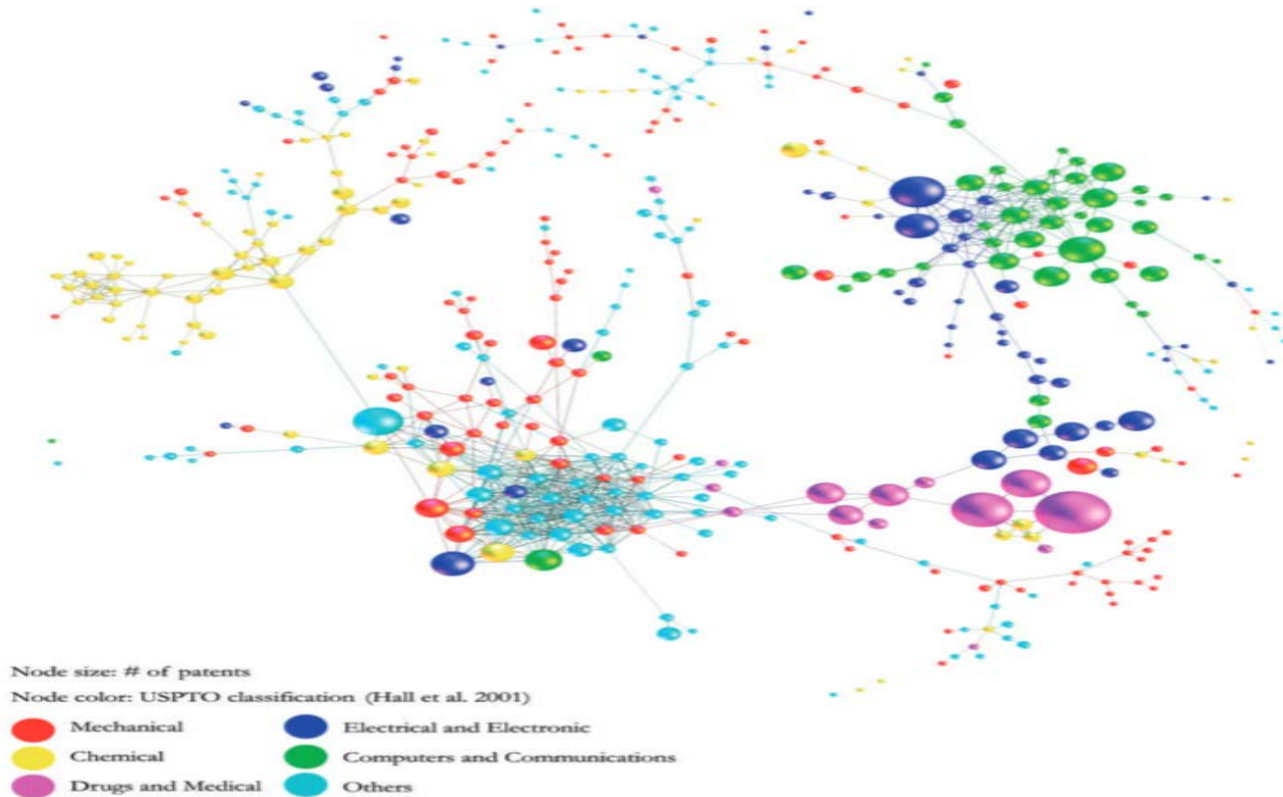 Node size: # of patents
Node color: USPTO classification (Hall et al. 2001)
Mechanical
Electrical and Electronic
Chemical
Computers and Communications
Drugs and Medical
Others